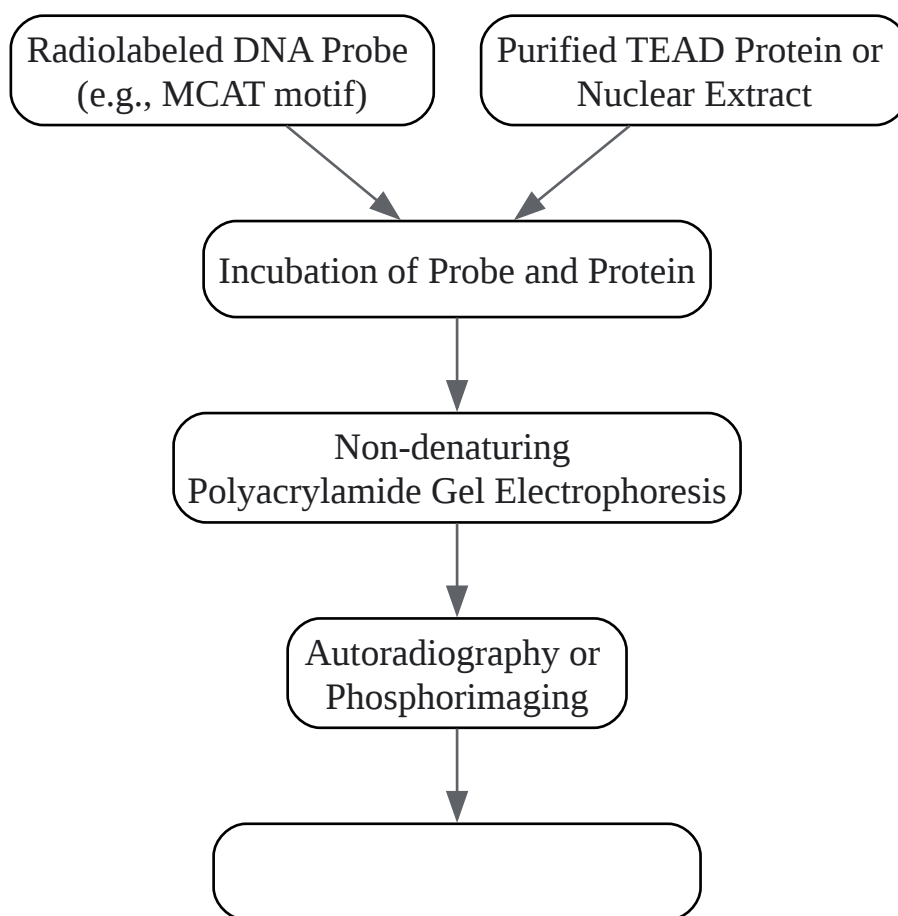 Radiolabeled DNA Probe
(e.g., MCAT motif)
Purified TEAD Protein or
Nuclear Extract
Incubation of Probe and Protein
Non-denaturing
Polyacrylamide Gel Electrophoresis
Autoradiography or
Phosphorimaging